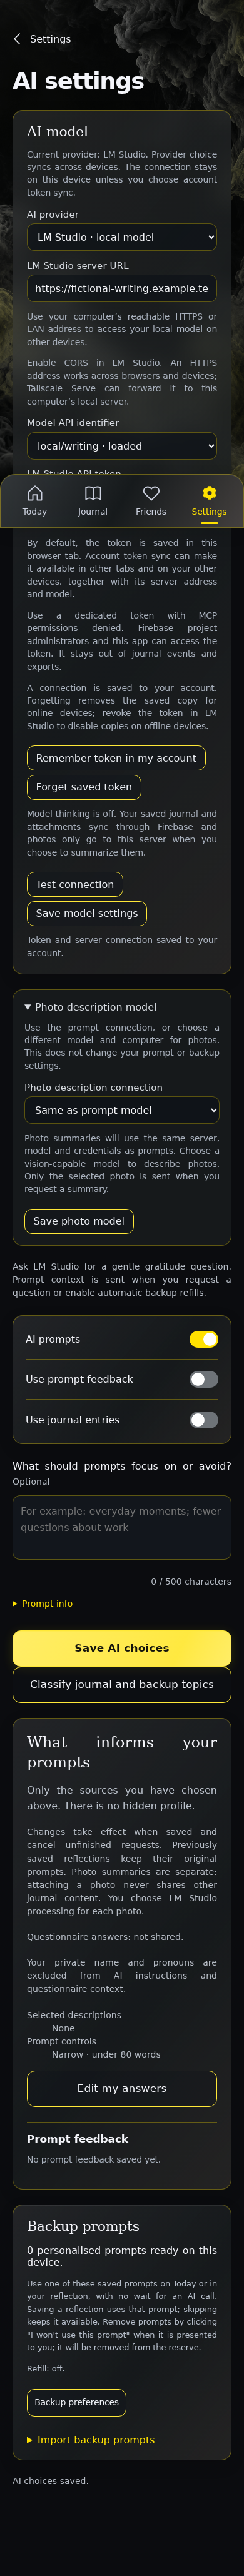 Settings
AI settings
AI model
Current provider: LM Studio. Provider choice
syncs across devices. The connection stays
on this device unless you choose account
token sync.
AI provider
LM Studio · local model
LM Studio server URL
https://fictional-writing.example.te
Use your computer's reachable HTTPS or
LAN address to access your local model on
other devices.
Enable CORS in LM Studio. An HTTPS
address works across browsers and devices;
Tailscale Serve can forward it to this
computer's local server.
Model API identifier
local/writing · loaded
LM Studio API token
Today
Journal
Friends
Settings
By default, the token is saved in this
browser tab. Account token sync can make
it available in other tabs and on your other
devices, together with its server address
and model.
Use a dedicated token with MCP
permissions denied. Firebase project
administrators and this app can access the
token. It stays out of journal events and
exports.
A connection is saved to your account.
Forgetting removes the saved copy for
online devices; revoke the token in LM
Studio to disable copies on offline devices.
Remember token in my account
Forget saved token
Model thinking is off. Your saved journal and
attachments sync through Firebase and
photos only go to this server when you
choose to summarize them.
Test connection
Save model settings
Token and server connection saved to your
account.
▼ Photo description model
Use the prompt connection, or choose a
different model and computer for photos.
This does not change your prompt or backup
settings.
Photo description connection
Same as prompt model
Photo summaries will use the same server,
model and credentials as prompts. Choose a
vision-capable model to describe photos.
Only the selected photo is sent when you
request a summary.
Save photo model
Ask LM Studio for a gentle gratitude question.
Prompt context is sent when you request a
question or enable automatic backup refills.
AI prompts
Use prompt feedback
Use journal entries
What should prompts focus on or avoid?
Optional
For example: everyday moments; fewer
questions about work
0 / 500 characters
▶ Prompt info
Save AI choices
Classify journal and backup topics
What informs your
prompts
Only the sources you have chosen
above. There is no hidden profile.
Changes take effect when saved and
cancel unfinished requests. Previously
saved reflections keep their original
prompts. Photo summaries are separate:
attaching a photo never shares other
journal content. You choose LM Studio
processing for each photo.
Questionnaire answers: not shared.
Your private name and pronouns are
excluded from AI instructions and
questionnaire context.
Selected descriptions
None
Prompt controls
Narrow · under 80 words
Edit my answers
Prompt feedback
No prompt feedback saved yet.
Backup prompts
0 personalised prompts ready on this
device.
Use one of these saved prompts on Today or in
your reflection, with no wait for an AI call.
Saving a reflection uses that prompt; skipping
keeps it available. Remove prompts by clicking
"I won't use this prompt" when it is presented
to you; it will be removed from the reserve.
Refill: off.
Backup preferences
▶ Import backup prompts
AI choices saved.